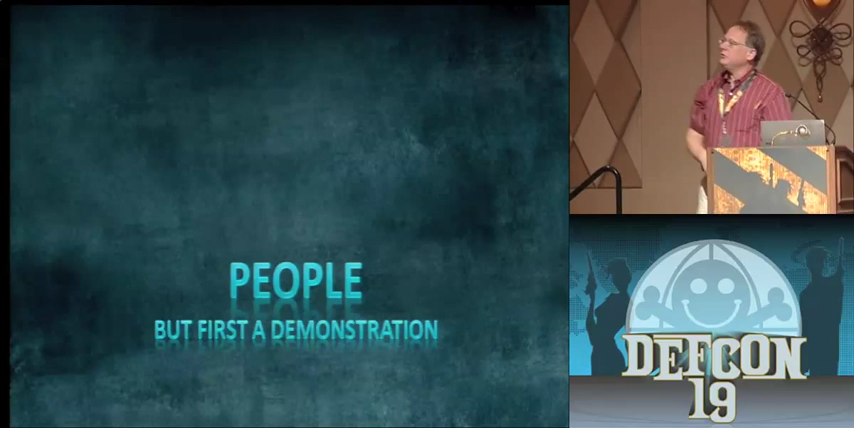 PEOPLE
BUT FIRST A DEMONSTRATION
DEFCON
19